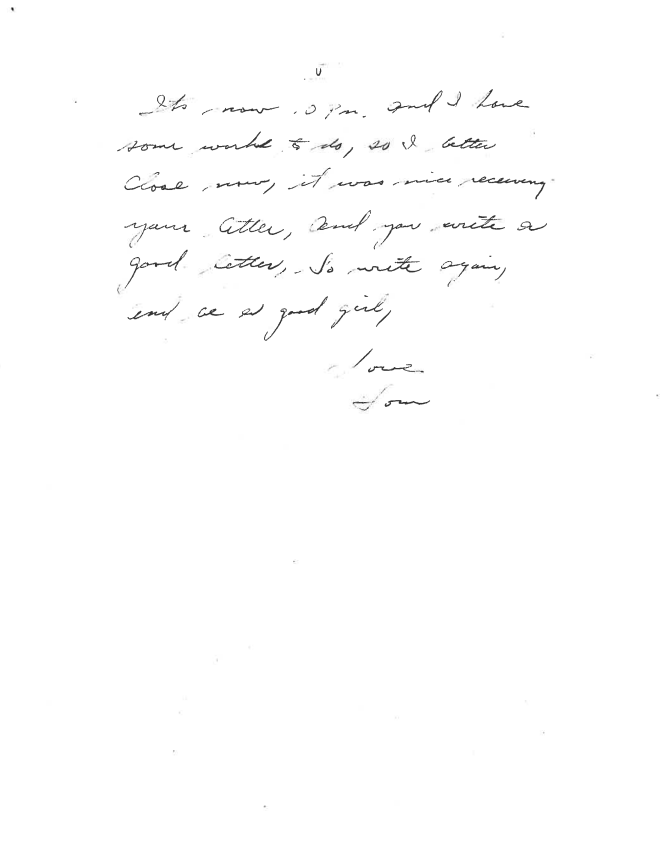 Its now 10 Pm. and I have
some work to do, so I better
Close now, it was nice receiving
your letter, and you write a
good letter, So write again,
and be a good girl,
Love
Tom